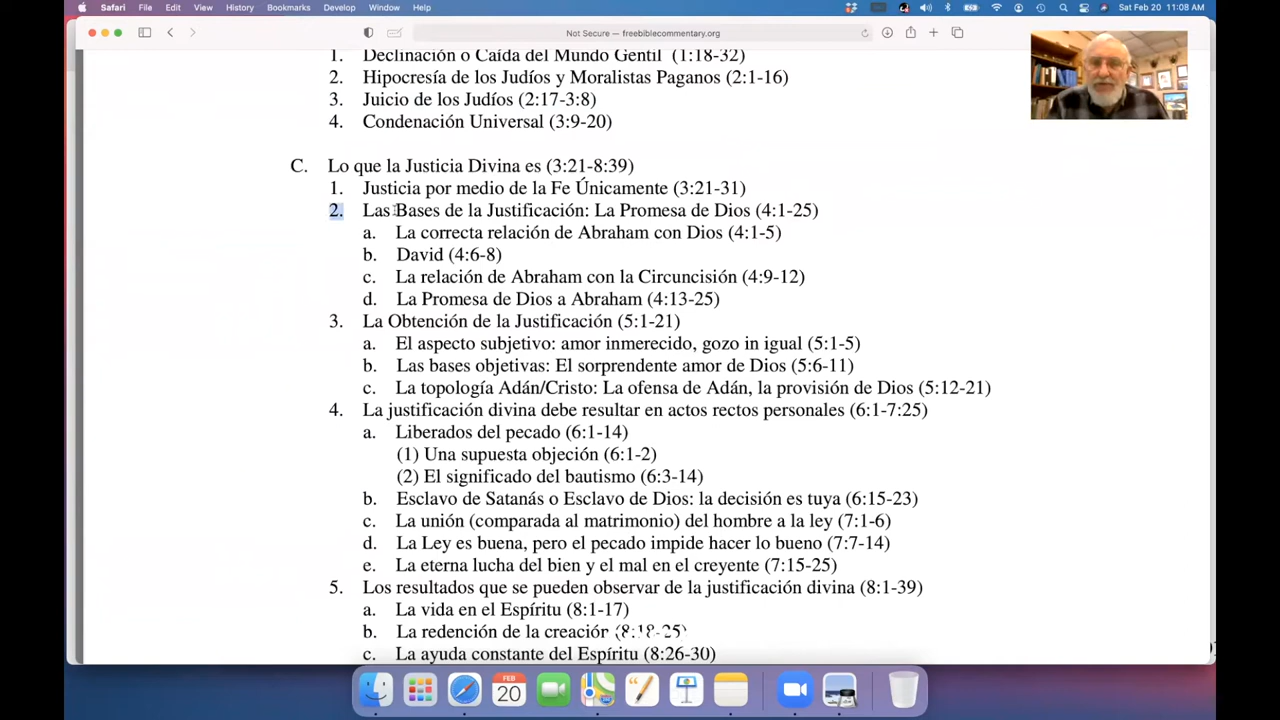 Safari File Edit View History Bookmarks Develop Window Help Sat Feb 20 11:08 AM
Not Secure — freebiblecommentary.org
1. Declinación o Caída del Mundo Gentil (1:18-32)
2. Hipocresía de los Judíos y Moralistas Paganos (2:1-16)
3. Juicio de los Judíos (2:17-3:8)
4. Condenación Universal (3:9-20)
C. Lo que la Justicia Divina es (3:21-8:39)
1. Justicia por medio de la Fe Únicamente (3:21-31)
2. Las Bases de la Justificación: La Promesa de Dios (4:1-25)
a. La correcta relación de Abraham con Dios (4:1-5)
b. David (4:6-8)
c. La relación de Abraham con la Circuncisión (4:9-12)
d. La Promesa de Dios a Abraham (4:13-25)
3. La Obtención de la Justificación (5:1-21)
a. El aspecto subjetivo: amor inmerecido, gozo in igual (5:1-5)
b. Las bases objetivas: El sorprendente amor de Dios (5:6-11)
c. La topología Adán/Cristo: La ofensa de Adán, la provisión de Dios (5:12-21)
4. La justificación divina debe resultar en actos rectos personales (6:1-7:25)
a. Liberados del pecado (6:1-14)
(1) Una supuesta objeción (6:1-2)
(2) El significado del bautismo (6:3-14)
b. Esclavo de Satanás o Esclavo de Dios: la decisión es tuya (6:15-23)
c. La unión (comparada al matrimonio) del hombre a la ley (7:1-6)
d. La Ley es buena, pero el pecado impide hacer lo bueno (7:7-14)
e. La eterna lucha del bien y el mal en el creyente (7:15-25)
5. Los resultados que se pueden observar de la justificación divina (8:1-39)
a. La vida en el Espíritu (8:1-17)
b. La redención de la creación (8:18-25)
c. La ayuda constante del Espíritu (8:26-30)
FEB
20